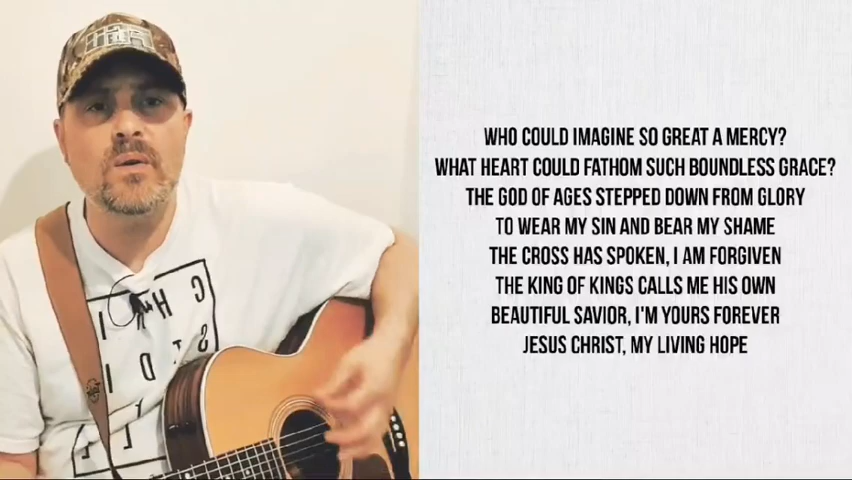 WHO COULD IMAGINE SO GREAT A MERCY?
WHAT HEART COULD FATHOM SUCH BOUNDLESS GRACE?
THE GOD OF AGES STEPPED DOWN FROM GLORY
TO WEAR MY SIN AND BEAR MY SHAME
THE CROSS HAS SPOKEN, I AM FORGIVEN
THE KING OF KINGS CALLS ME HIS OWN
BEAUTIFUL SAVIOR, I'M YOURS FOREVER
JESUS CHRIST, MY LIVING HOPE